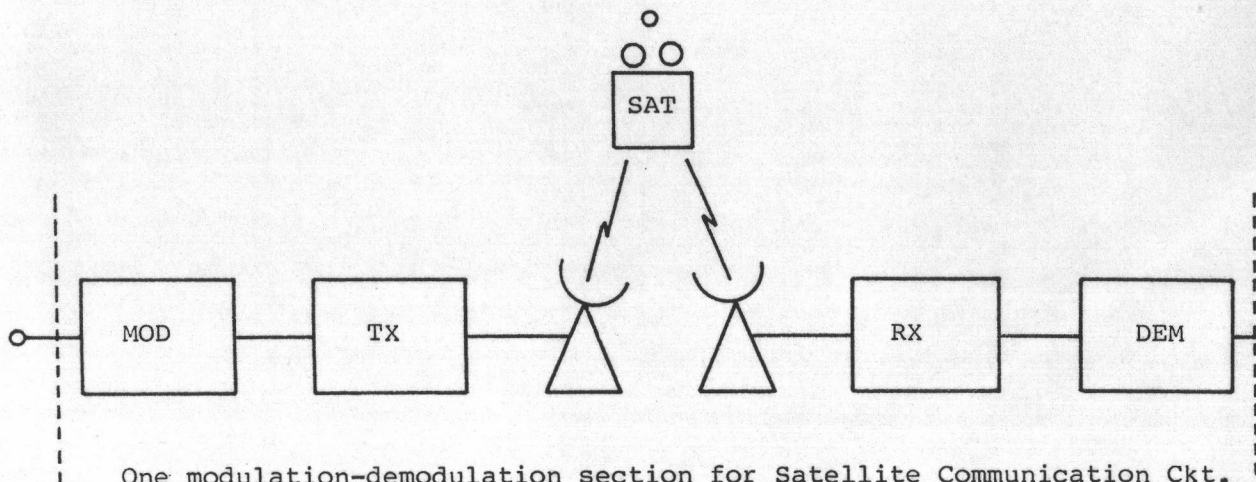 SAT
MOD
TX
RX
DEM
One modulation-demodulation section for Satellite Communication Ckt.